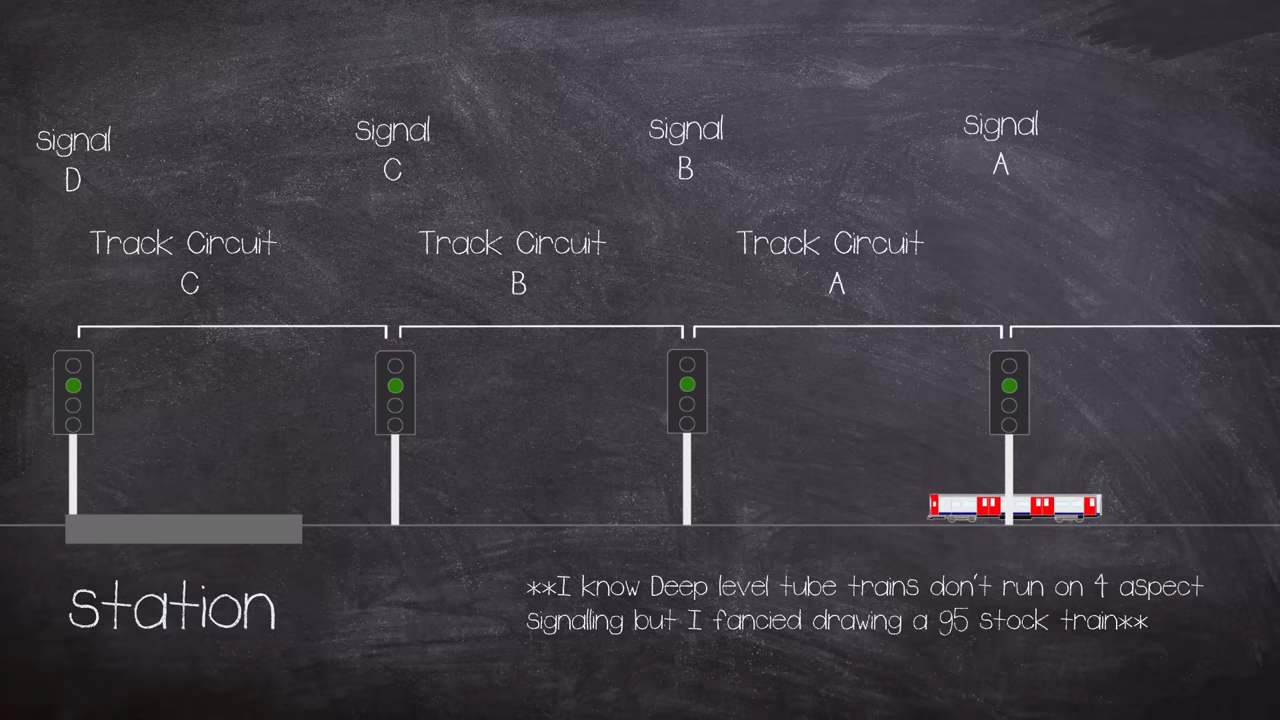 Signal
D
Signal
C
Signal
B
Signal
A
Track Circuit
C
Track Circuit
B
Track Circuit
A
Station
**I know Deep level tube trains don't run on 4 aspect
signalling but I fancied drawing a 95 stock train**